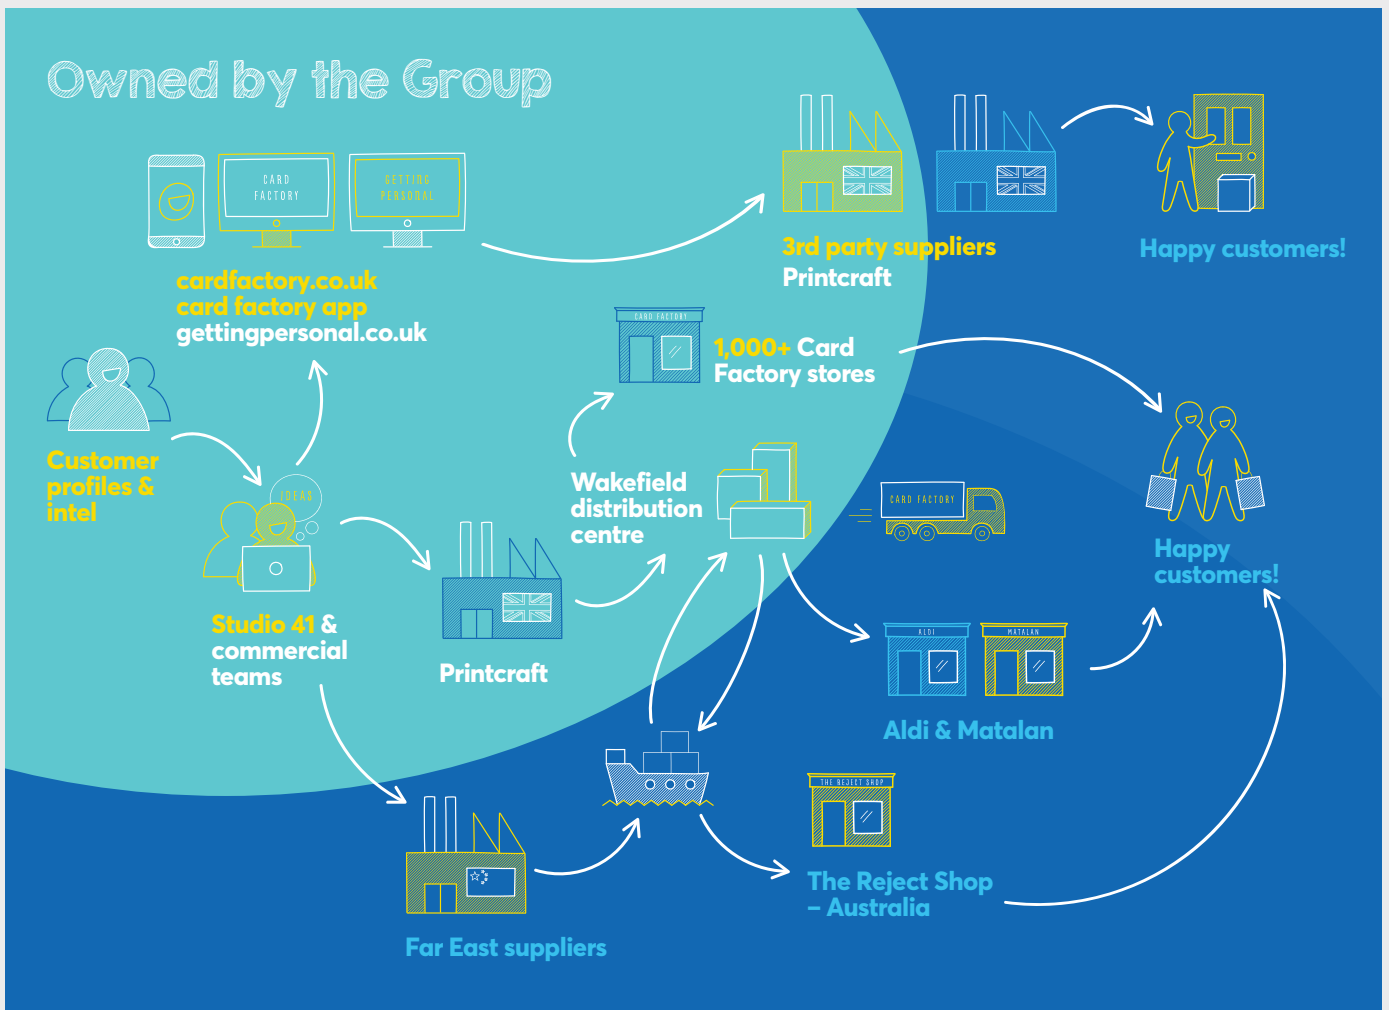 Owned by the Group
CARD
FACTORY
GETTING
PERSONAL
cardfactory.co.uk
card factory app
gettingpersonal.co.uk
3rd party suppliers
Printcraft
Happy customers!
CARD FACTORY
1,000+ Card
Factory stores
Customer
profiles &
intel
IDEAS
Wakefield
distribution
centre
CARD FACTORY
Happy
customers!
Studio 41 &
commercial
teams
Printcraft
ALDI
MATALAN
Aldi & Matalan
THE REJECT SHOP
The Reject Shop
– Australia
Far East suppliers